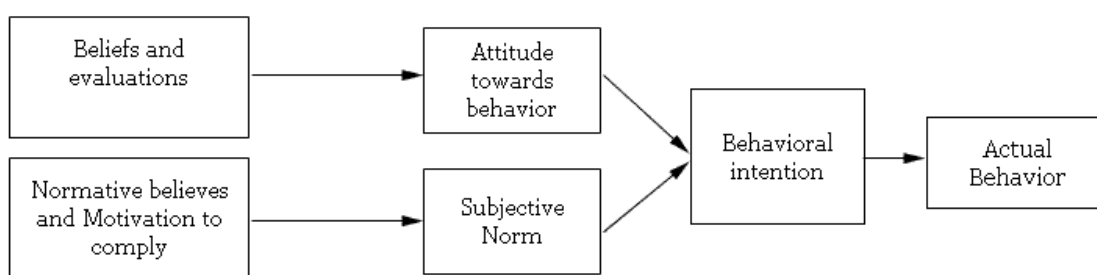 Beliefs and
evaluations
Attitude
towards
behavior
Behavioral
intention
Actual
Behavior
Normative believes
and Motivation to
comply
Subjective
Norm